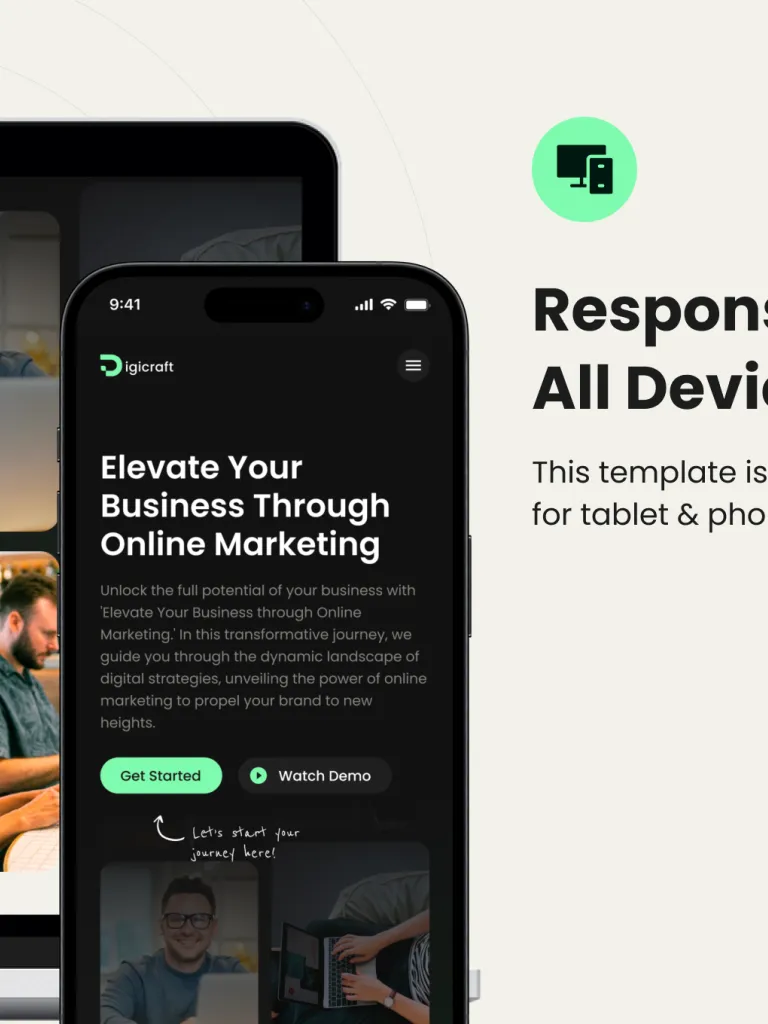 9:41
Digicraft
Elevate Your
Business Through
Online Marketing
Unlock the full potential of your business with
'Elevate Your Business through Online
Marketing.' In this transformative journey, we
guide you through the dynamic landscape of
digital strategies, unveiling the power of online
marketing to propel your brand to new
heights.
Get Started
Watch Demo
Let's start your
journey here!
Respons
All Devic
This template is
for tablet & pho